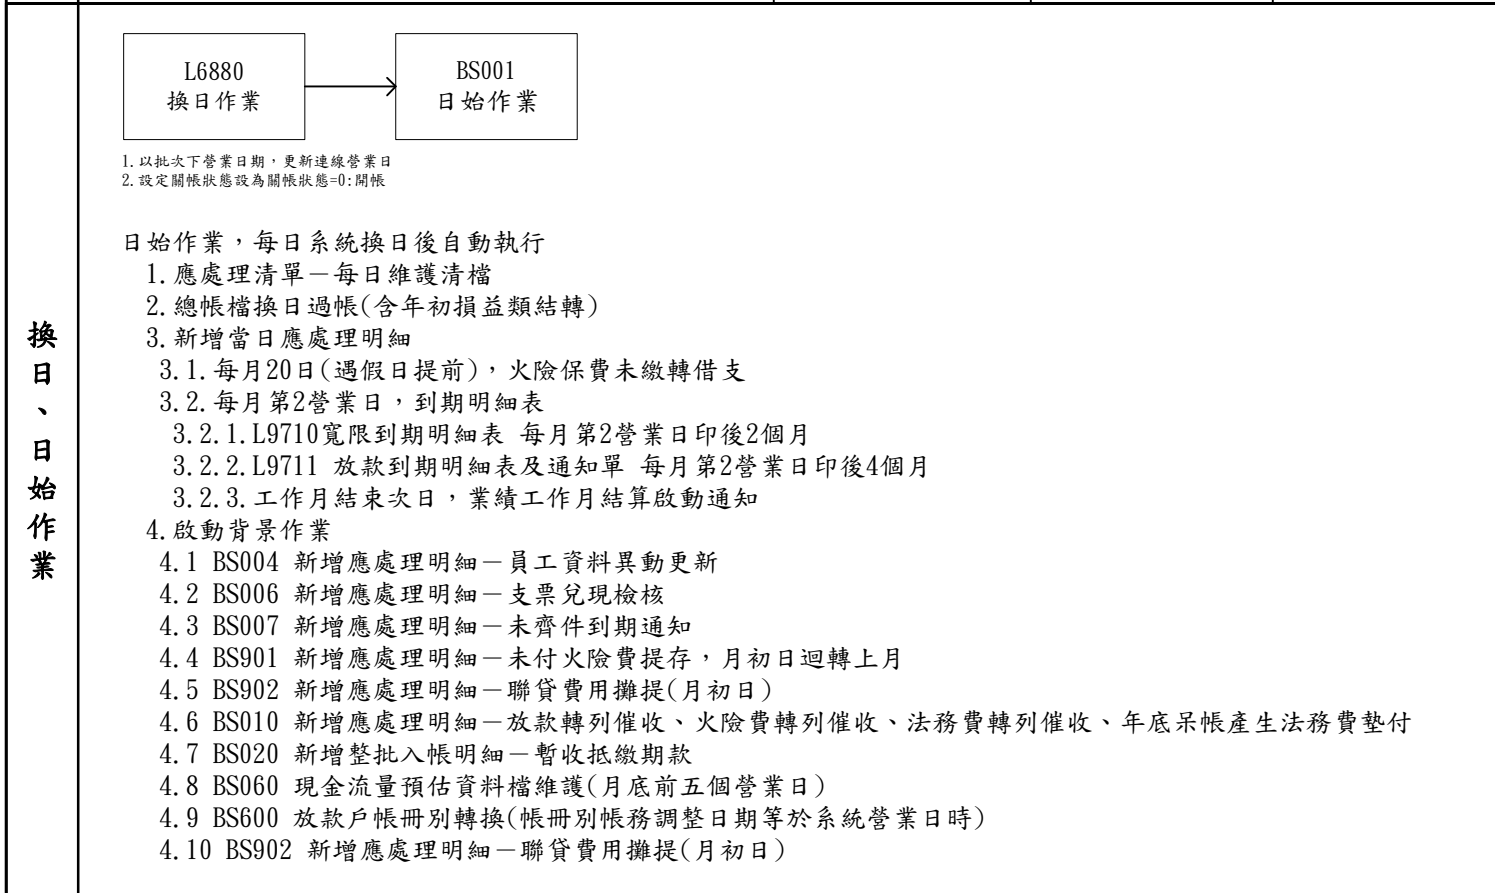 換日、日始作業
L6880
換日作業
BS001
日始作業
1.以批次下營業日期，更新連線營業日
2.設定關帳狀態設為關帳狀態=0:開帳
日始作業，每日系統換日後自動執行
1.應處理清單－每日維護清檔
2.總帳檔換日過帳(含年初損益類結轉)
3.新增當日應處理明細
3.1.每月20日(遇假日提前)，火險保費未繳轉借支
3.2.每月第2營業日，到期明細表
3.2.1.L9710寬限到期明細表 每月第2營業日印後2個月
3.2.2.L9711 放款到期明細表及通知單 每月第2營業日印後4個月
3.2.3.工作月結束次日，業績工作月結算啟動通知
4.啟動背景作業
4.1 BS004 新增應處理明細－員工資料異動更新
4.2 BS006 新增應處理明細－支票兌現檢核
4.3 BS007 新增應處理明細－未齊件到期通知
4.4 BS901 新增應處理明細－未付火險費提存，月初日迴轉上月
4.5 BS902 新增應處理明細－聯貸費用攤提(月初日)
4.6 BS010 新增應處理明細－放款轉列催收、火險費轉列催收、法務費轉列催收、年底呆帳產生法務費墊付
4.7 BS020 新增整批入帳明細－暫收抵繳期款
4.8 BS060 現金流量預估資料檔維護(月底前五個營業日)
4.9 BS600 放款戶帳冊別轉換(帳冊別帳務調整日期等於系統營業日時)
4.10 BS902 新增應處理明細－聯貸費用攤提(月初日)